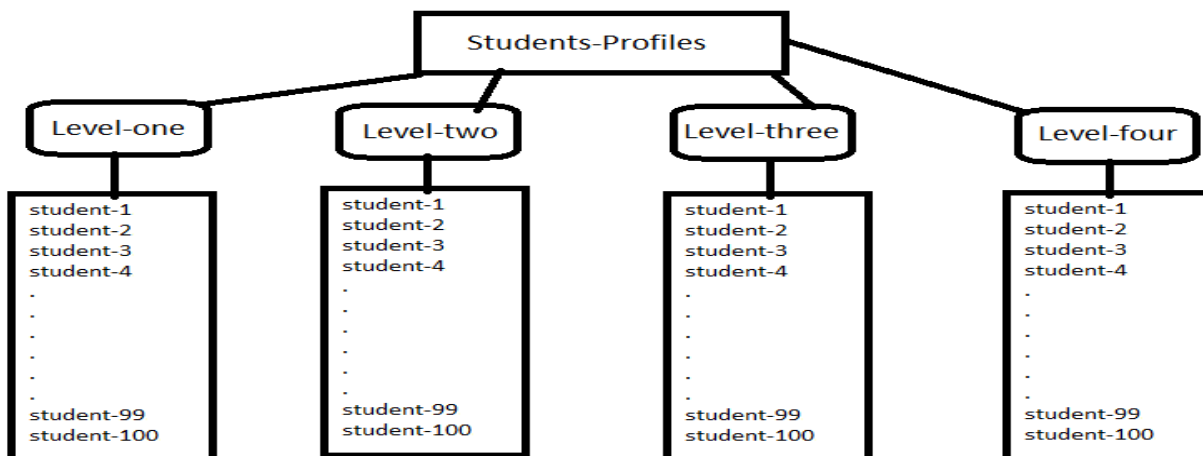 Students-Profiles
Level-one
Level-two
Level-three
Level-four
student-1
student-2
student-3
student-4
.
.
.
.
.
.
student-99
student-100
student-1
student-2
student-3
student-4
.
.
.
.
.
.
student-99
student-100
student-1
student-2
student-3
student-4
.
.
.
.
.
.
student-99
student-100
student-1
student-2
student-3
student-4
.
.
.
.
.
.
student-99
student-100